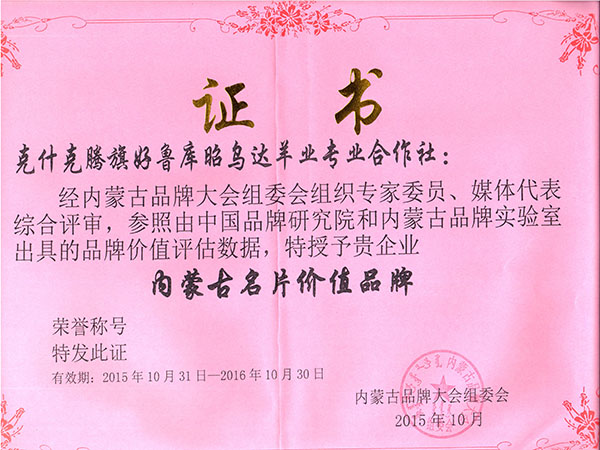 证 书
克什克腾旗好鲁库昭乌达羊业专业合作社：
经内蒙古品牌大会组委会组织专家委员、媒体代表
综合评审，参照由中国品牌研究院和内蒙古品牌实验室
出具的品牌价值评估数据，特授予贵企业
内蒙古名片价值品牌
荣誉称号
特发此证
有效期：2015年10月31日—2016年10月30日
内蒙古品牌大会组委会
2015年10月